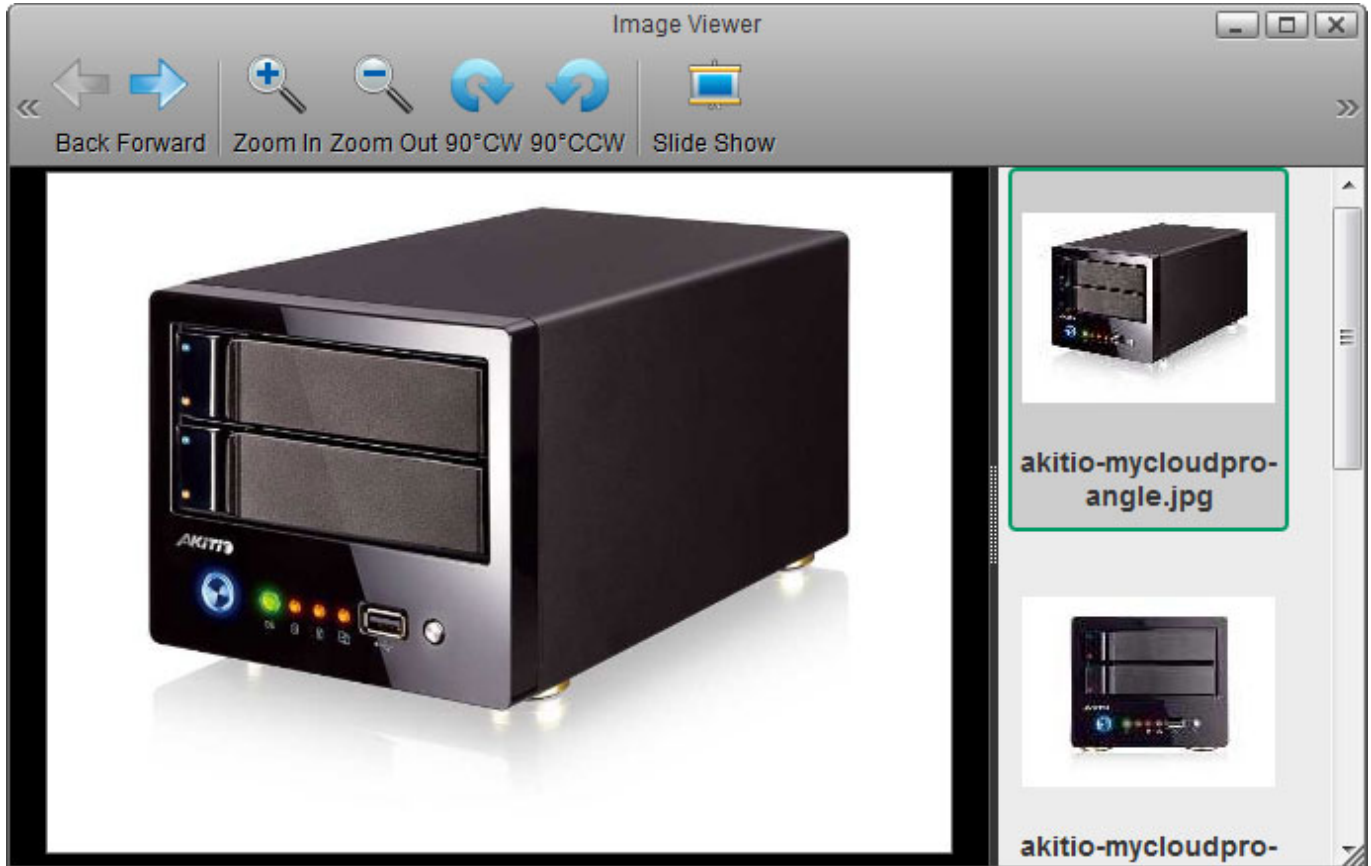 Image Viewer
Back Forward Zoom In Zoom Out 90°CW 90°CCW Slide Show
AKiTiO
akitio-mycloudpro-
angle.jpg
akitio-mycloudpro-